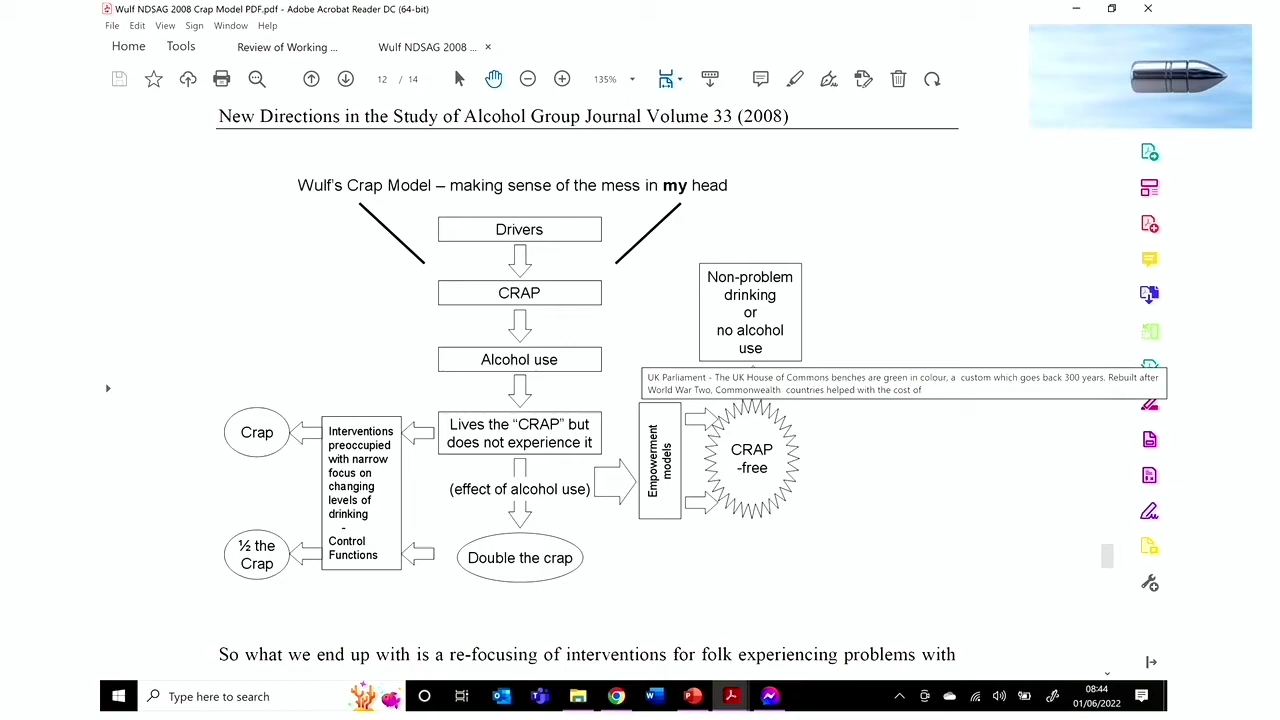 Wulf NDSAG 2008 Crap Model PDF.pdf - Adobe Acrobat Reader DC (64-bit)
File Edit View Sign Window Help
Home Tools Review of Working ... Wulf NDSAG 2008 ... ×
12 / 14 135%
New Directions in the Study of Alcohol Group Journal Volume 33 (2008)
Wulf's Crap Model – making sense of the mess in my head
Drivers
CRAP
Alcohol use
Lives the “CRAP” but
does not experience it
(effect of alcohol use)
Double the crap
Non-problem
drinking
or
no alcohol
use
UK Parliament - The UK House of Commons benches are green in colour, a custom which goes back 300 years. Rebuilt after
World War Two, Commonwealth countries helped with the cost of
Crap
½ the
Crap
Interventions
preoccupied
with narrow
focus on
changing
levels of
drinking
-
Control
Functions
Empowerment
models
CRAP
-free
So what we end up with is a re-focusing of interventions for folk experiencing problems with
Type here to search
08:44
01/06/2022